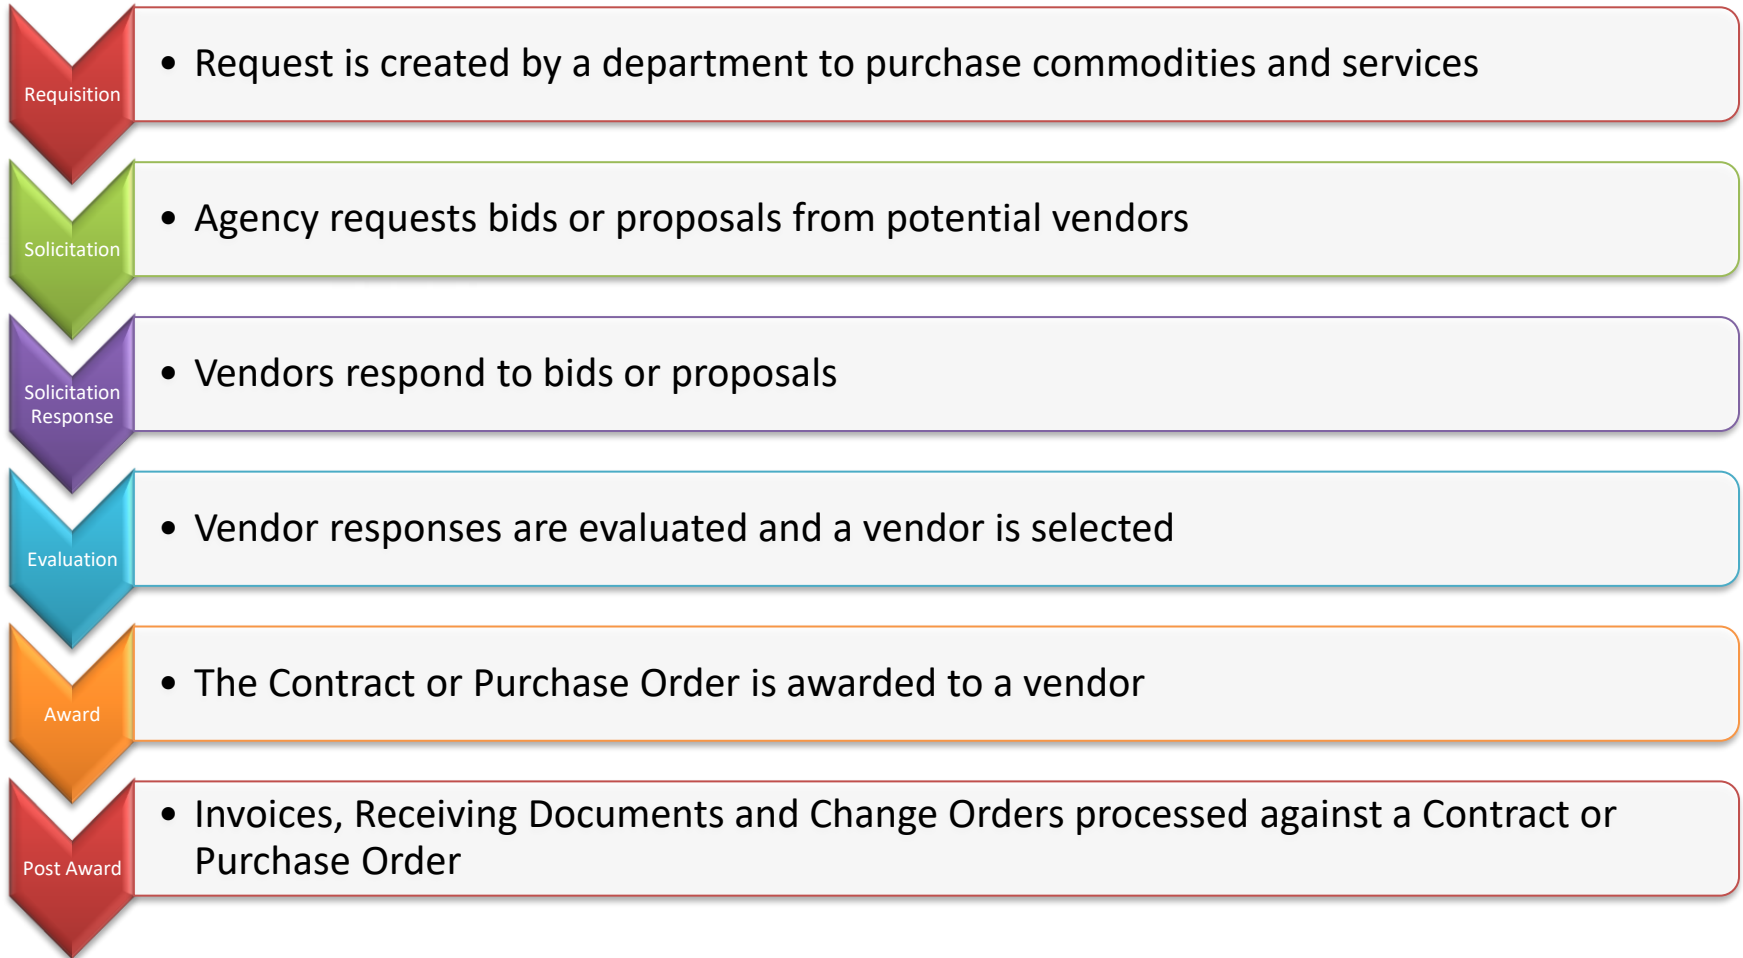 Requisition
• Request is created by a department to purchase commodities and services
Solicitation
• Agency requests bids or proposals from potential vendors
Solicitation
Response
• Vendors respond to bids or proposals
Evaluation
• Vendor responses are evaluated and a vendor is selected
Award
• The Contract or Purchase Order is awarded to a vendor
Post Award
• Invoices, Receiving Documents and Change Orders processed against a Contract or
Purchase Order